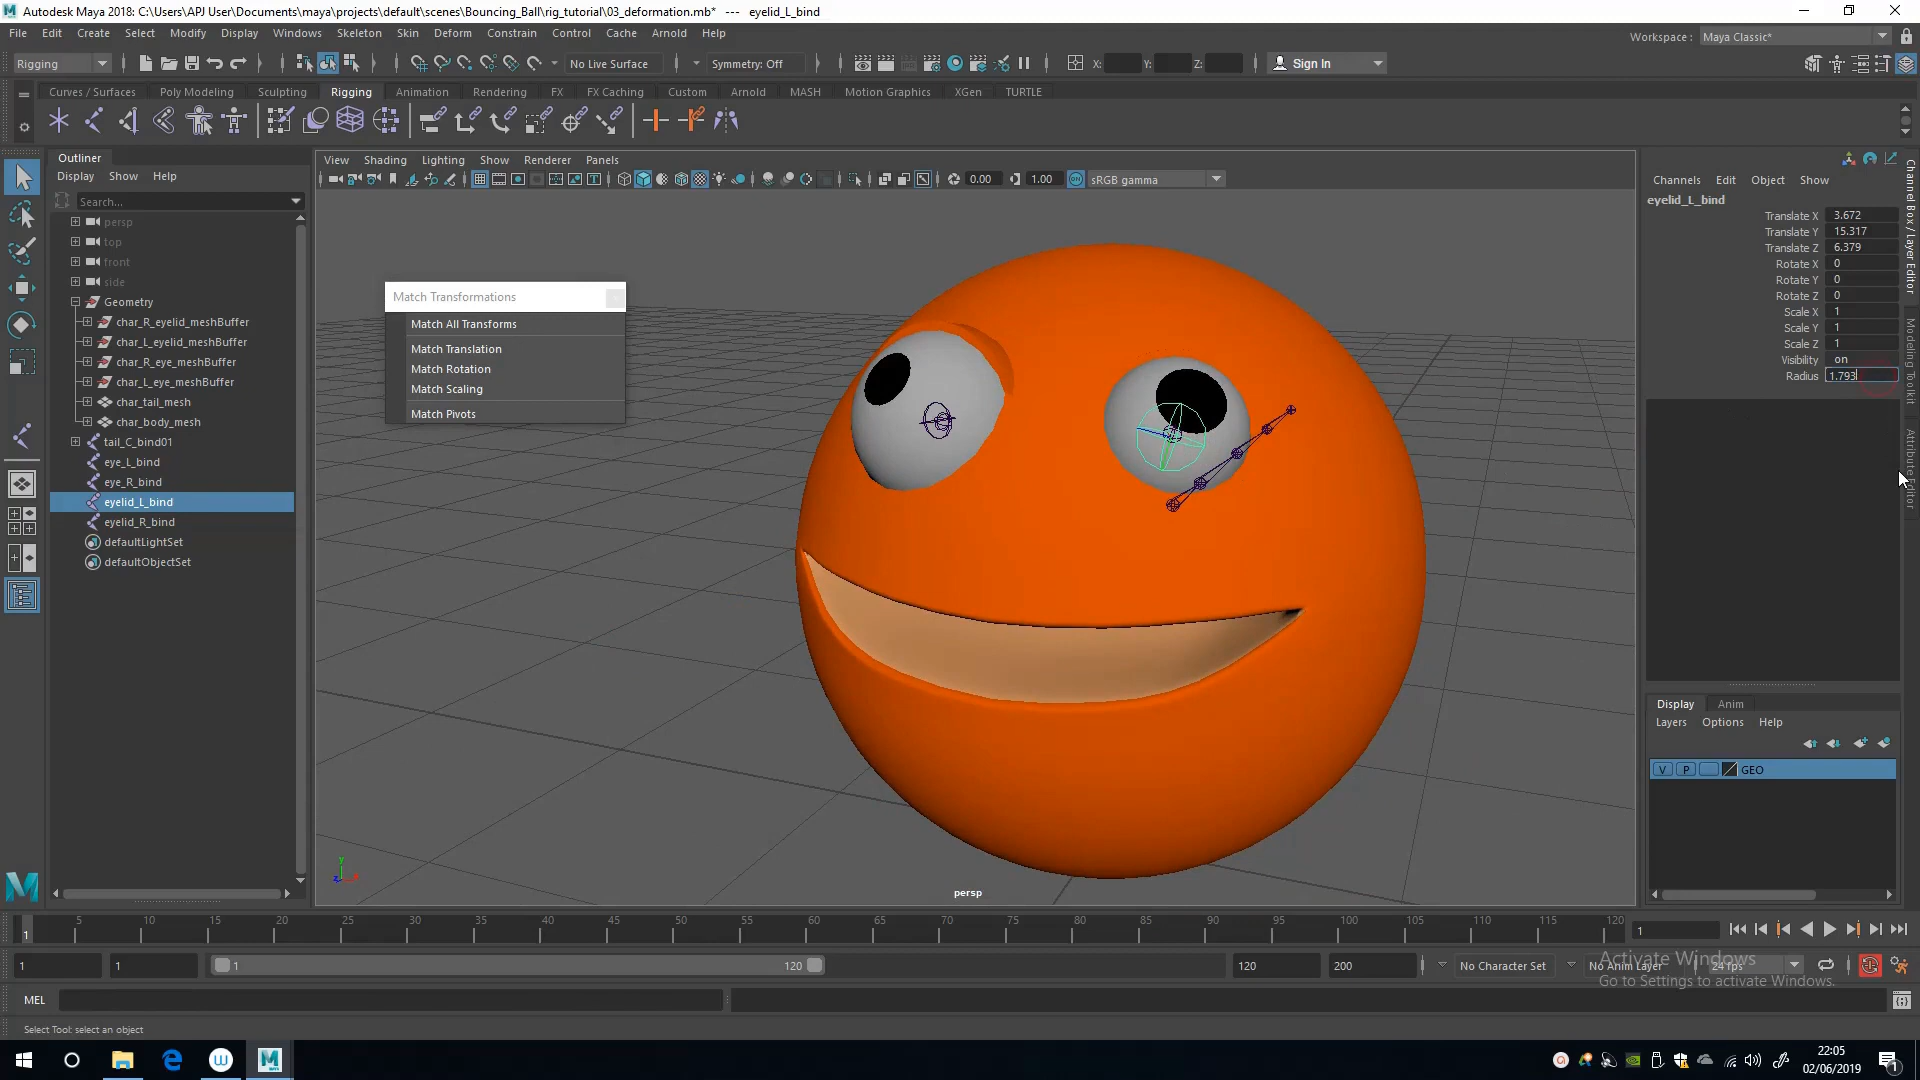 Autodesk Maya 2018: C:\Users\APJ User\Documents\maya\projects\default\scenes\Bouncing_Ball\rig_tutorial\03_deformation.mb* --- eyelid_L_bind
File Edit Create Select Modify Display Windows Skeleton Skin Deform Constrain Control Cache Arnold Help
Workspace : Maya Classic*
Rigging
No Live Surface
Symmetry: Off
X:
Y:
Z:
Sign In
Curves / Surfaces Poly Modeling Sculpting Rigging Animation Rendering FX FX Caching Custom Arnold MASH Motion Graphics XGen TURTLE
Outliner
Display Show Help
Search...
persp
top
front
side
Geometry
char_R_eyelid_meshBuffer
char_L_eyelid_meshBuffer
char_R_eye_meshBuffer
char_L_eye_meshBuffer
char_tail_mesh
char_body_mesh
tail_C_bind01
eye_L_bind
eye_R_bind
eyelid_L_bind
eyelid_R_bind
defaultLightSet
defaultObjectSet
View Shading Lighting Show Renderer Panels
0.00
1.00
sRGB gamma
Match Transformations
Match All Transforms
Match Translation
Match Rotation
Match Scaling
Match Pivots
persp
Channels Edit Object Show
eyelid_L_bind
Translate X 3.672
Translate Y 15.317
Translate Z 6.379
Rotate X 0
Rotate Y 0
Rotate Z 0
Scale X 1
Scale Y 1
Scale Z 1
Visibility on
Radius 1.793
Channel Box / Layer Editor
Modeling Toolkit
Attribute Editor
Display Anim
Layers Options Help
V P GEO
1 5 10 15 20 25 30 35 40 45 50 55 60 65 70 75 80 85 90 95 100 105 110 115 120
1
1 1 1 120 120 200
No Character Set
No Anim Layer
24 fps
Activate Windows
Go to Settings to activate Windows.
MEL
Select Tool: select an object
22:05
02/06/2019